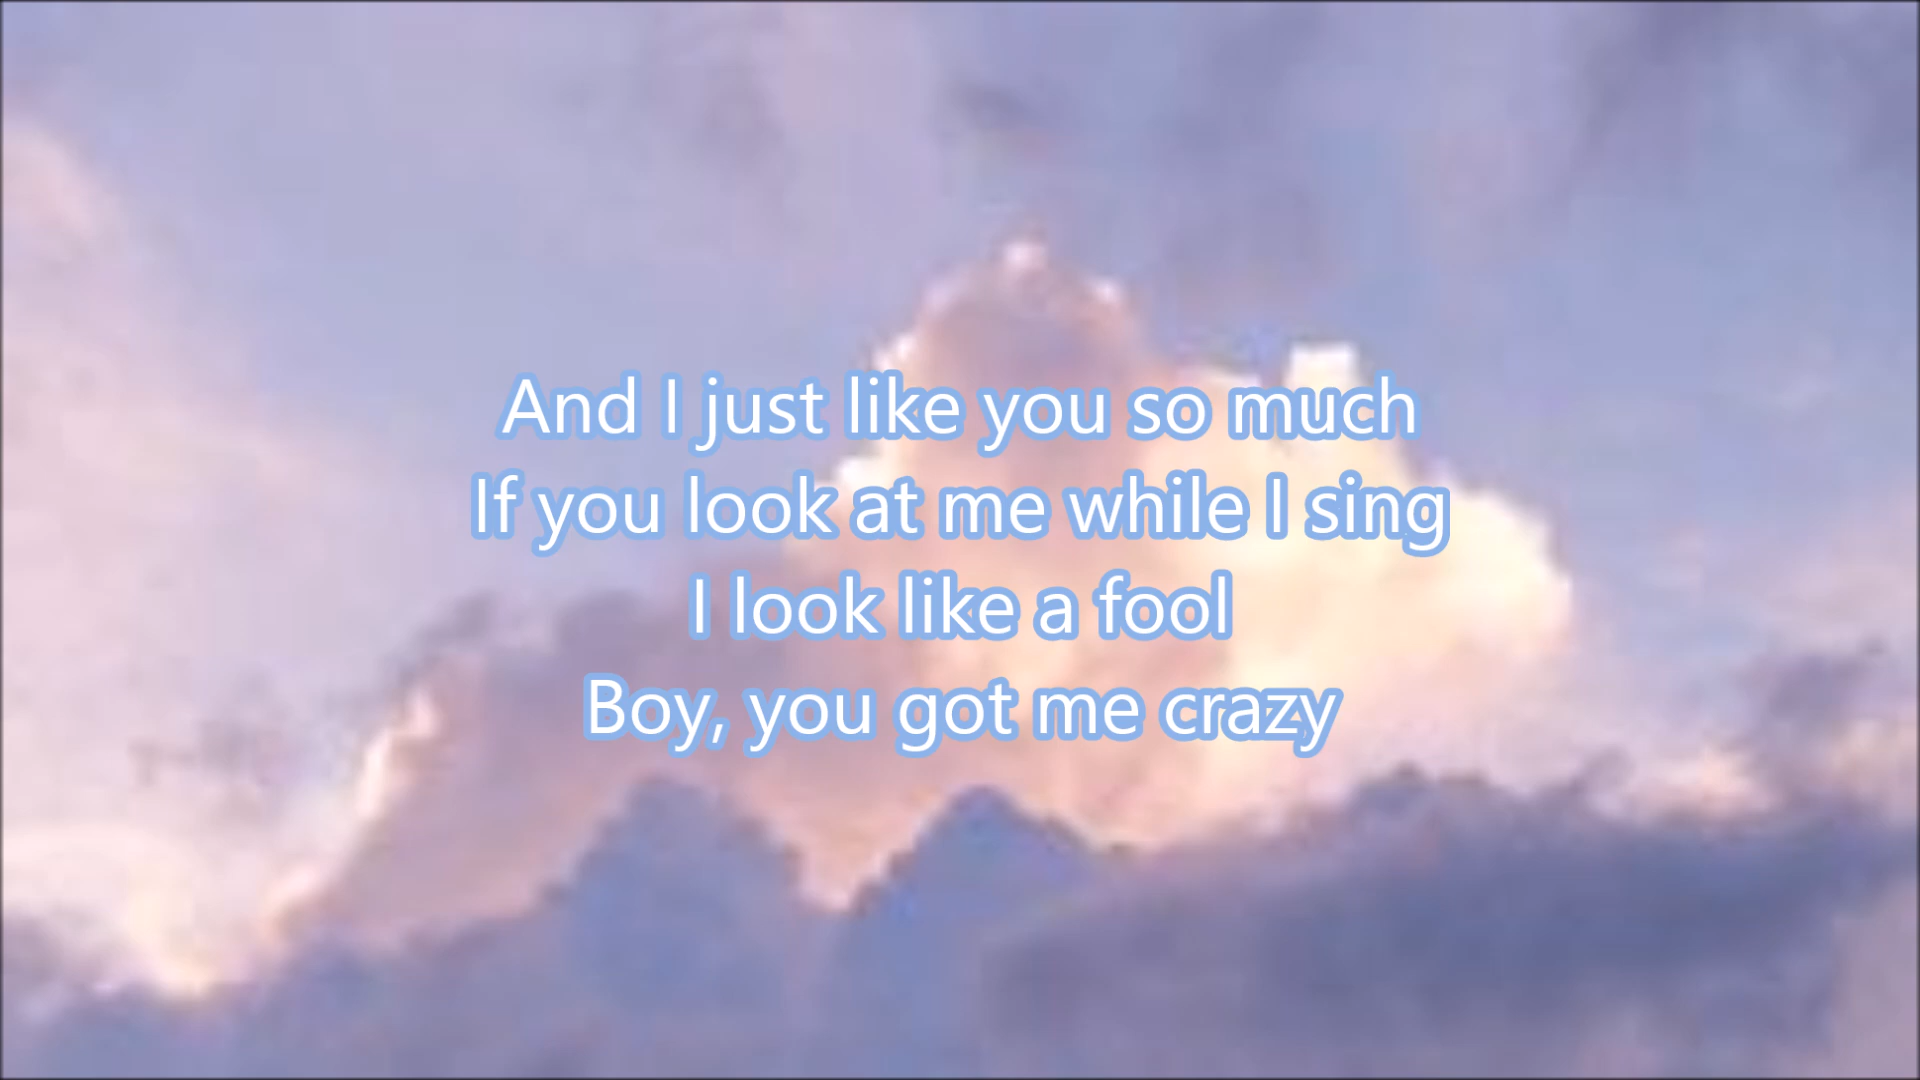 And I just like you so much
If you look at me while I sing
I look like a fool
Boy, you got me crazy